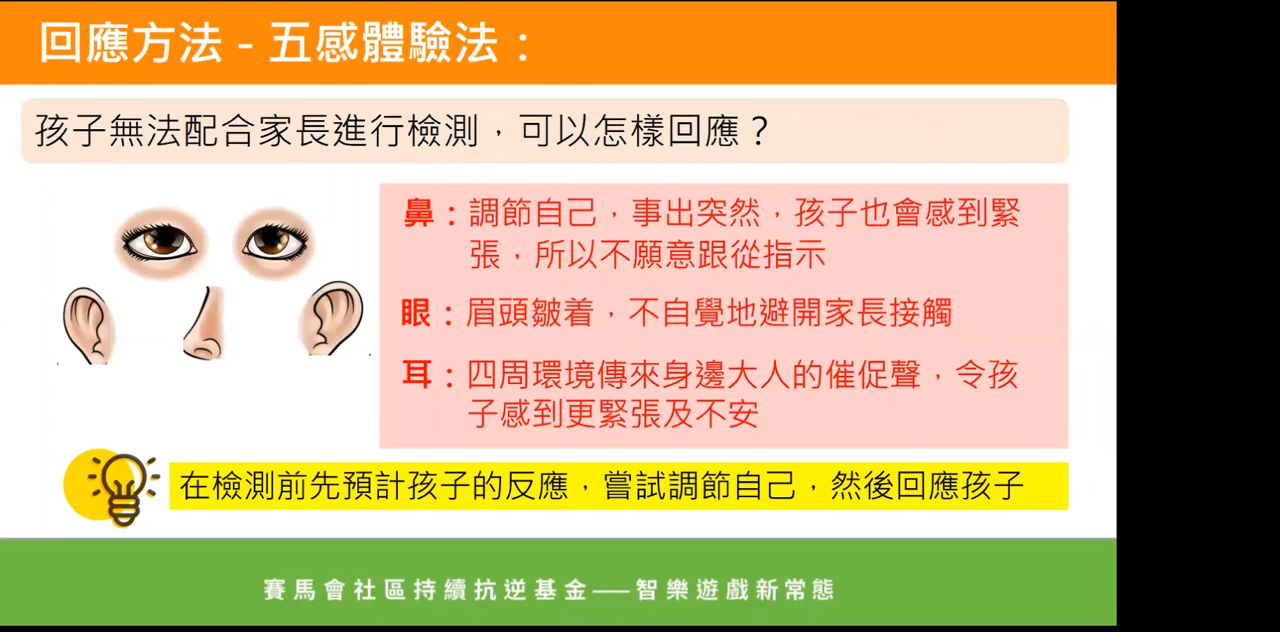 回應方法 - 五感體驗法：
孩子無法配合家長進行檢測，可以怎樣回應？
鼻：調節自己，事出突然，孩子也會感到緊
張，所以不願意跟從指示
眼：眉頭皺着，不自覺地避開家長接觸
耳：四周環境傳來身邊大人的催促聲，令孩
子感到更緊張及不安
在檢測前先預計孩子的反應，嘗試調節自己，然後回應孩子
賽馬會社區持續抗逆基金——智樂遊戲新常態